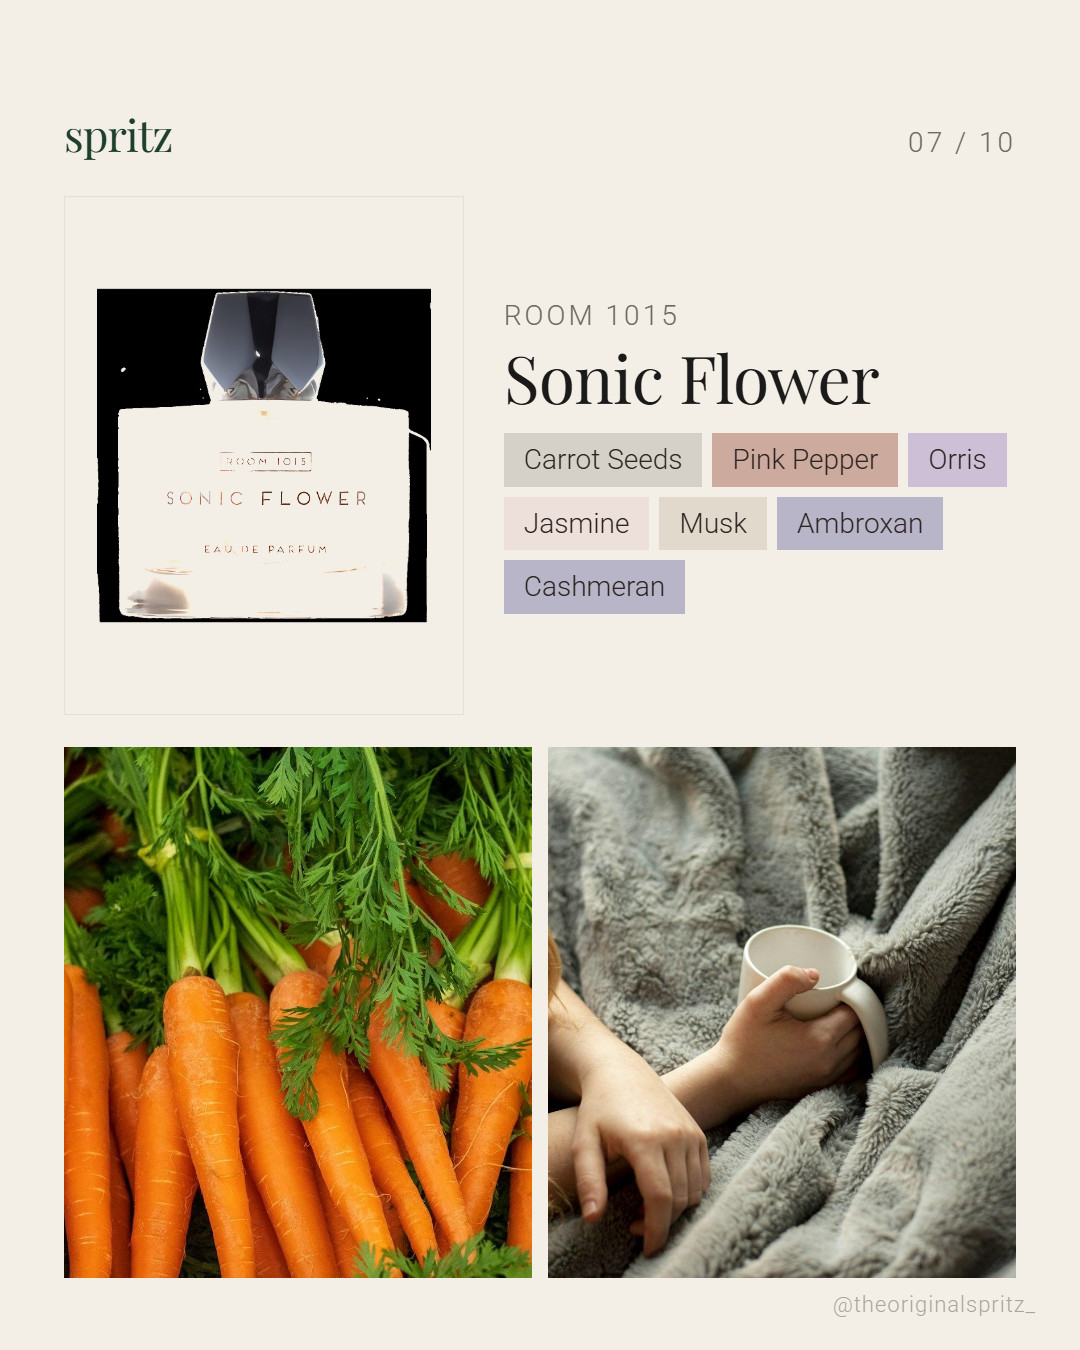 spritz
07 / 10
ROOM 1015
Sonic Flower
Carrot Seeds
Pink Pepper
Orris
Jasmine
Musk
Ambroxan
Cashmeran
ROOM 1015
SONIC FLOWER
EAU DE PARFUM
@theoriginalspritz_